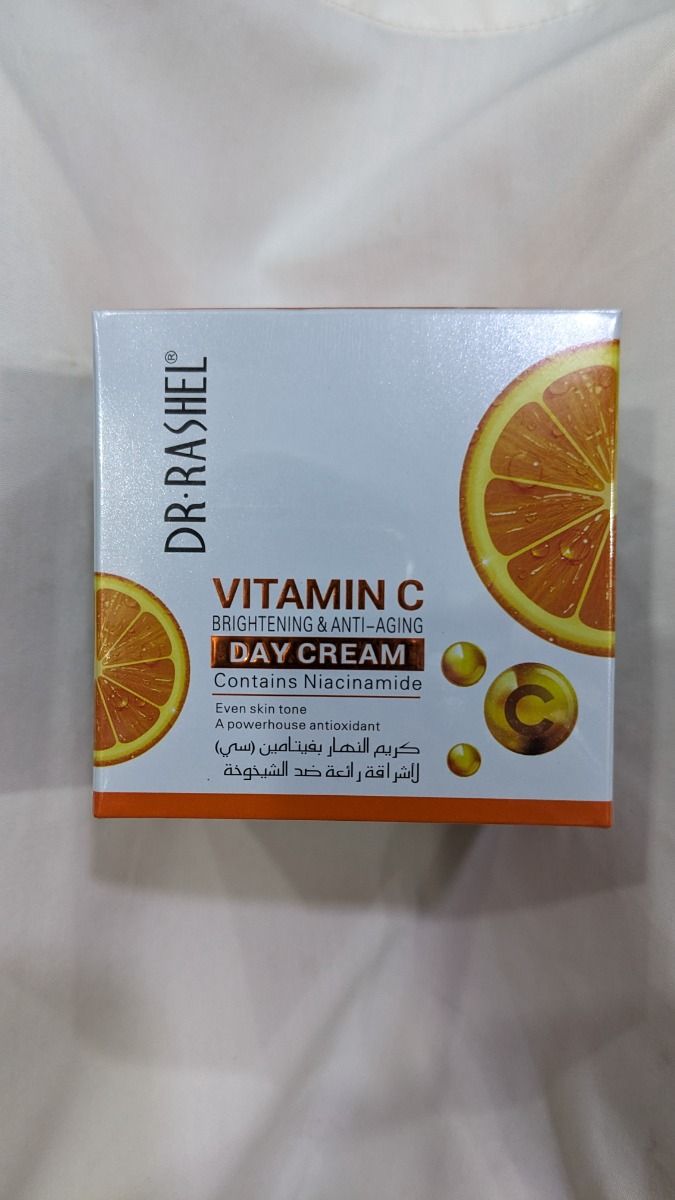 DR·RASHEL®
VITAMIN C
BRIGHTENING & ANTI-AGING
DAY CREAM
Contains Niacinamide
Even skin tone
A powerhouse antioxidant
كريم النهار بفيتامين (سي)
لأشراقة رائعة ضد الشيخوخة
C